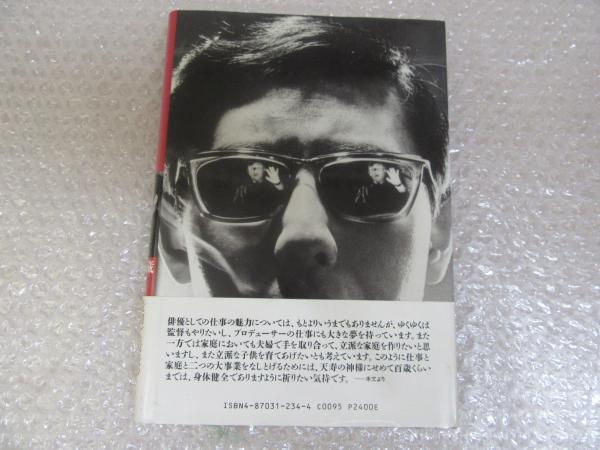 俳優としての仕事の魅力については、もとよりいうまでもありませんが、ゆくゆくは
監督もやりたいし、プロデューサーの仕事にも大きな夢を持っています。また
一方では家庭においても夫婦で手を取り合って、立派な家庭を作りたいと思
いますし、また立派な子供を育てあげたいとも考えています。このように仕事と
家庭と二つの大事業をなしとげるためには、天寿の神様にせめて百歳くらい
までは、身体健全でありますように祈りたい気持です。——本文より
ISBN4-87031-234-4 C0095 P2400E